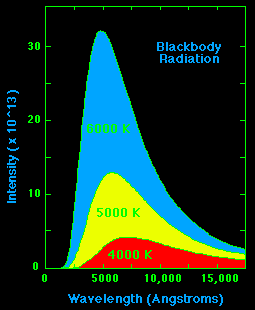 Blackbody
Radiation
Intensity ( x 10^13)
30
20
10
0
6000 K
5000 K
4000 K
0
5000
10,000
15,000
Wavelength (Angstroms)